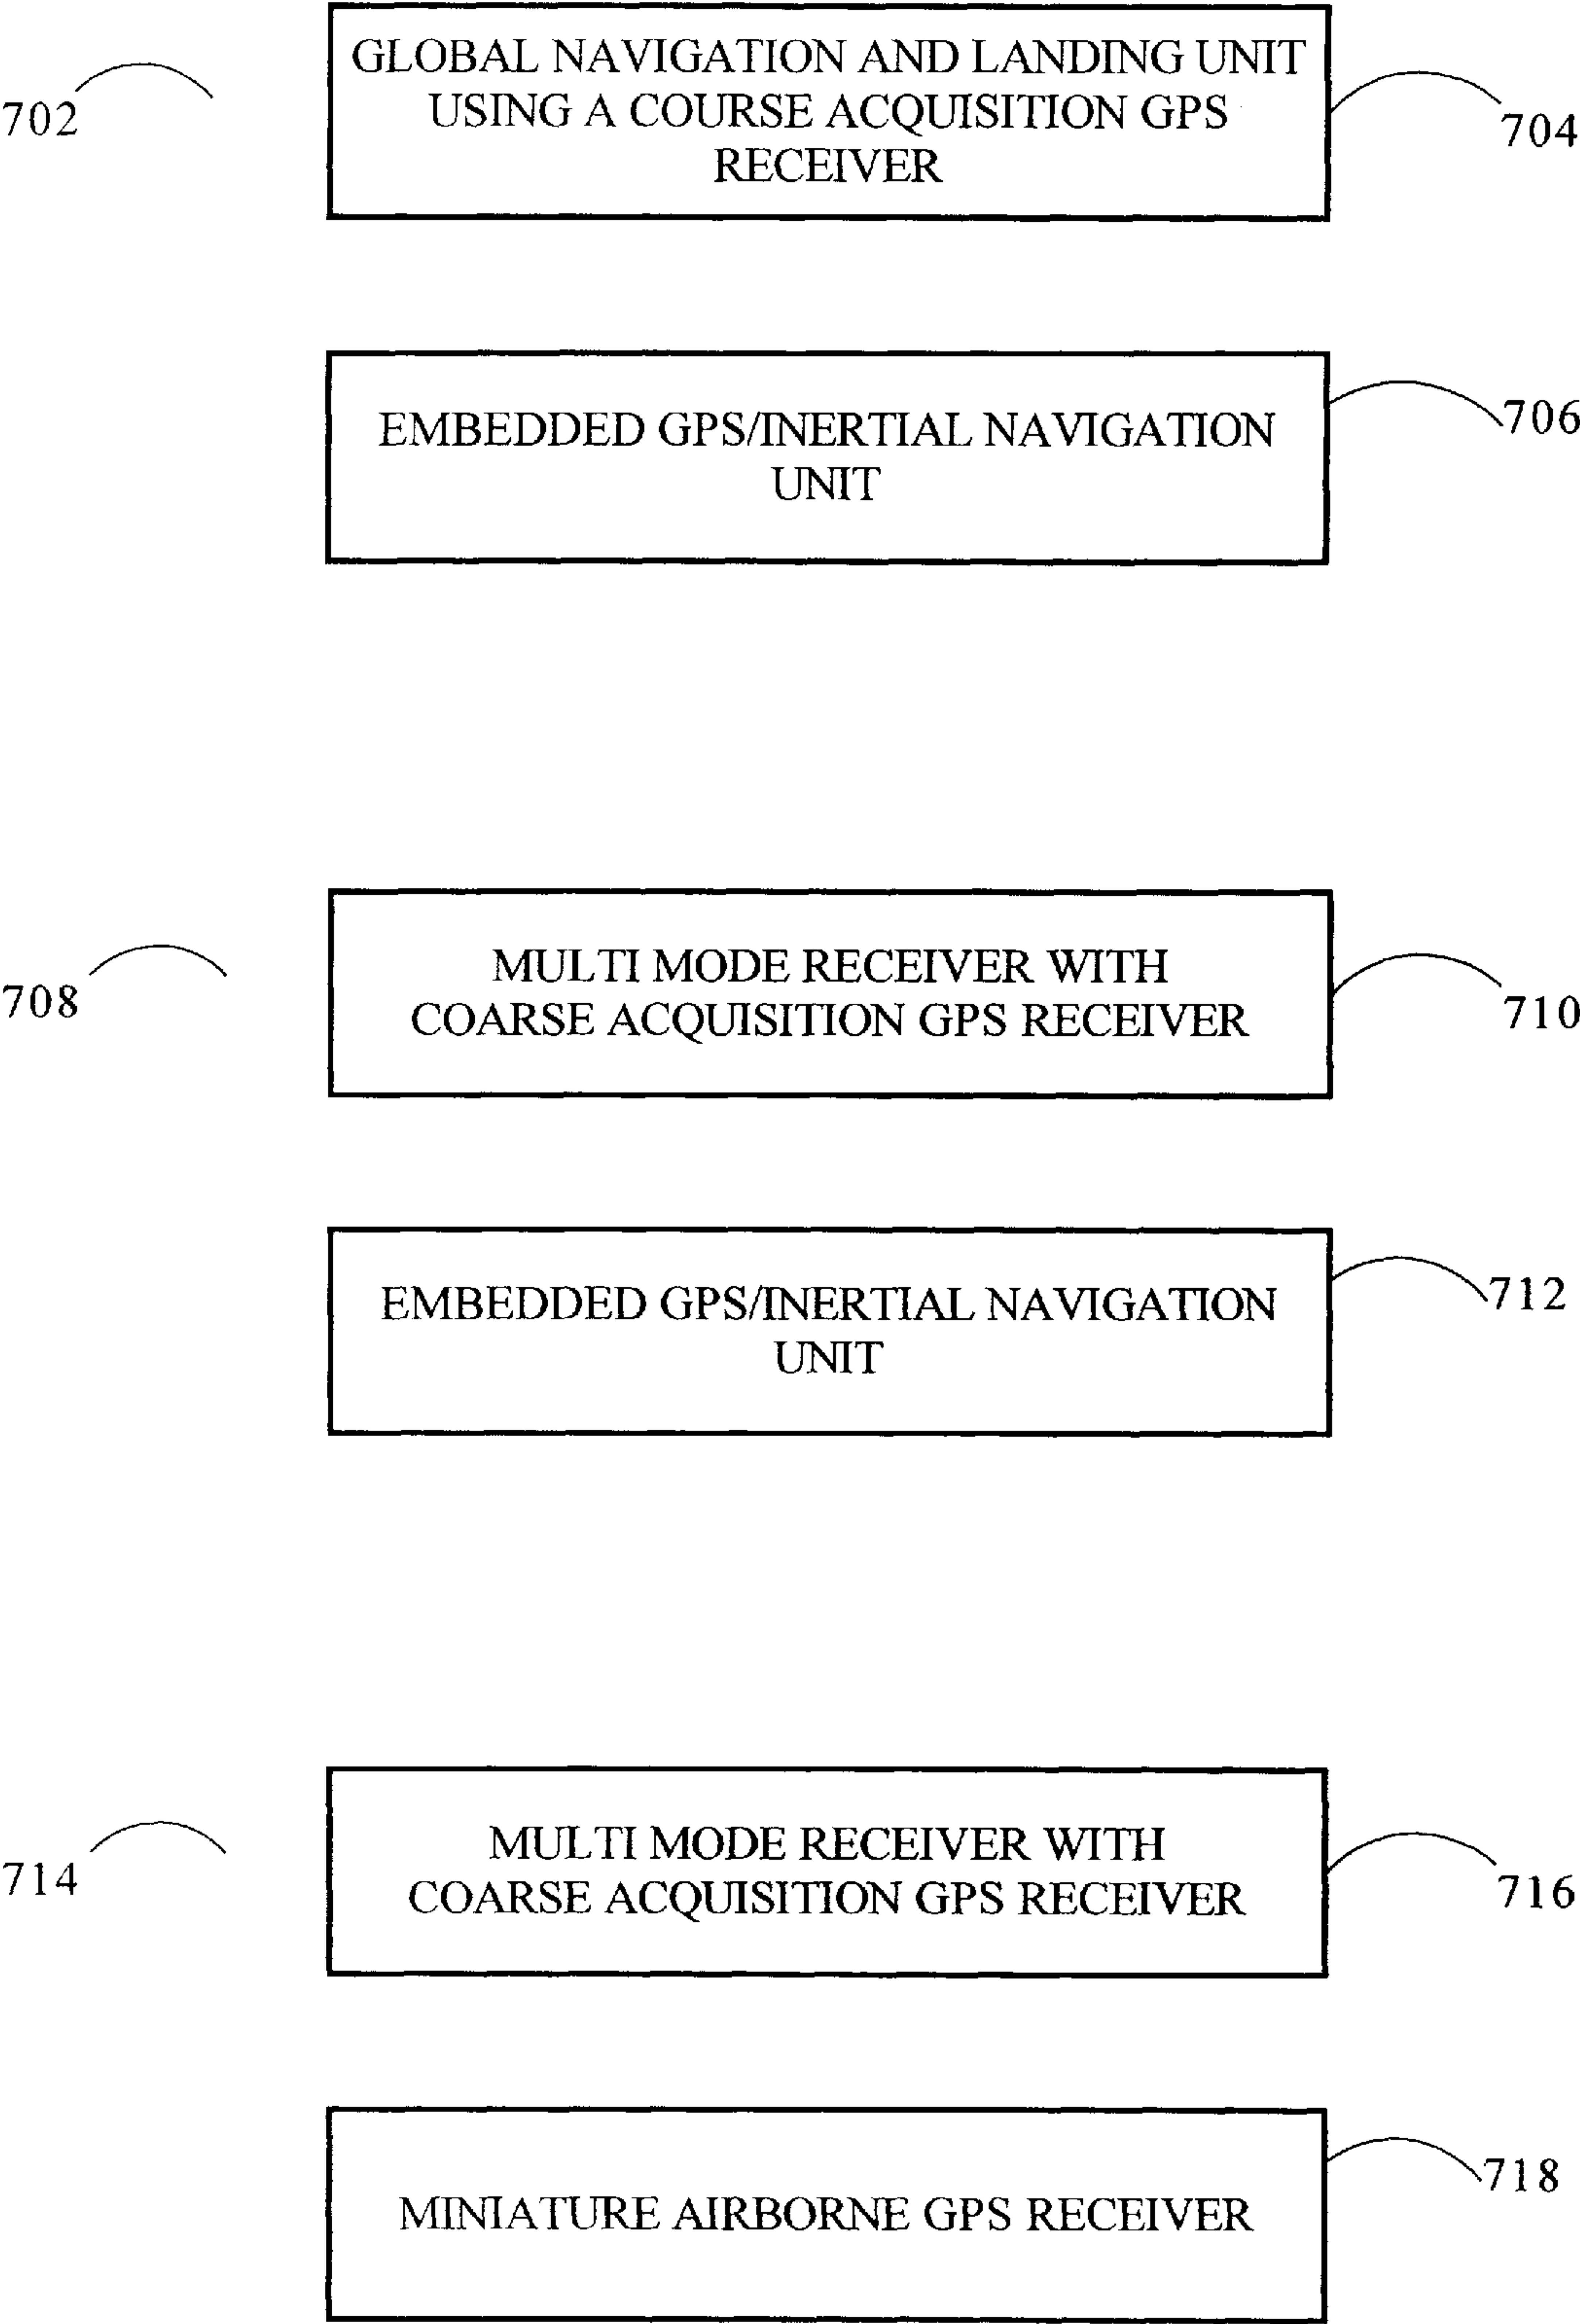 702
GLOBAL NAVIGATION AND LANDING UNIT
USING A COURSE ACQUISITION GPS
RECEIVER
704
EMBEDDED GPS/INERTIAL NAVIGATION
UNIT
706
708
MULTI MODE RECEIVER WITH
COARSE ACQUISITION GPS RECEIVER
710
EMBEDDED GPS/INERTIAL NAVIGATION
UNIT
712
714
MULTI MODE RECEIVER WITH
COARSE ACQUISITION GPS RECEIVER
716
MINIATURE AIRBORNE GPS RECEIVER
718